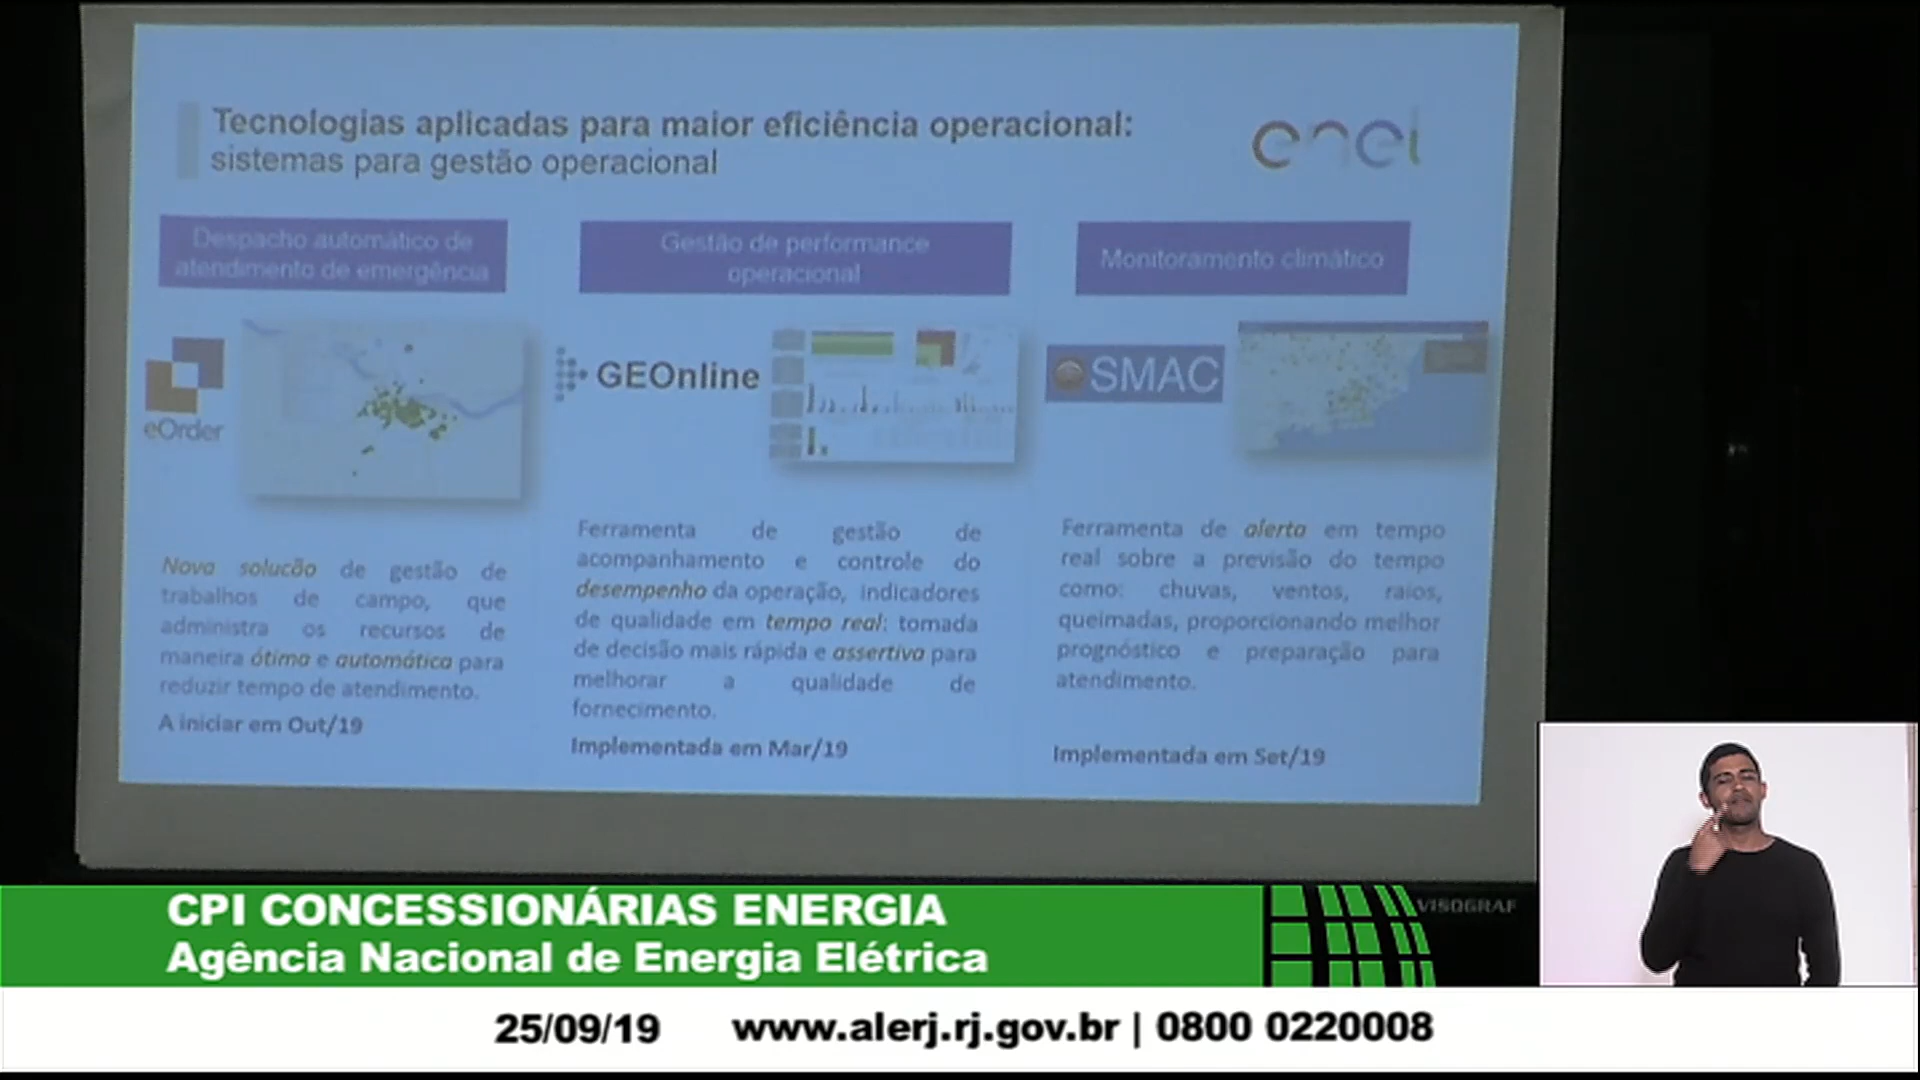 Tecnologias aplicadas para maior eficiência operacional:
sistemas para gestão operacional
enel
Despacho automático de
atendimento de emergência
eOrder
Nova solucão de gestão de
trabalhos de campo, que
administra os recursos de
maneira ótima e automática para
reduzir tempo de atendimento.
A iniciar em Out/19
Gestão de performance
operacional
GEOnline
Ferramenta de gestão de
acompanhamento e controle do
desempenho da operação, indicadores
de qualidade em tempo real: tomada
de decisão mais rápida e assertiva para
melhorar a qualidade de
fornecimento.
Implementada em Mar/19
Monitoramento climático
SMAC
Ferramenta de alerta em tempo
real sobre a previsão do tempo
como: chuvas, ventos, raios,
queimadas, proporcionando melhor
prognóstico e preparação para
atendimento.
Implementada em Set/19
VISOGRAF
CPI CONCESSIONÁRIAS ENERGIA
Agência Nacional de Energia Elétrica
25/09/19 www.alerj.rj.gov.br | 0800 0220008